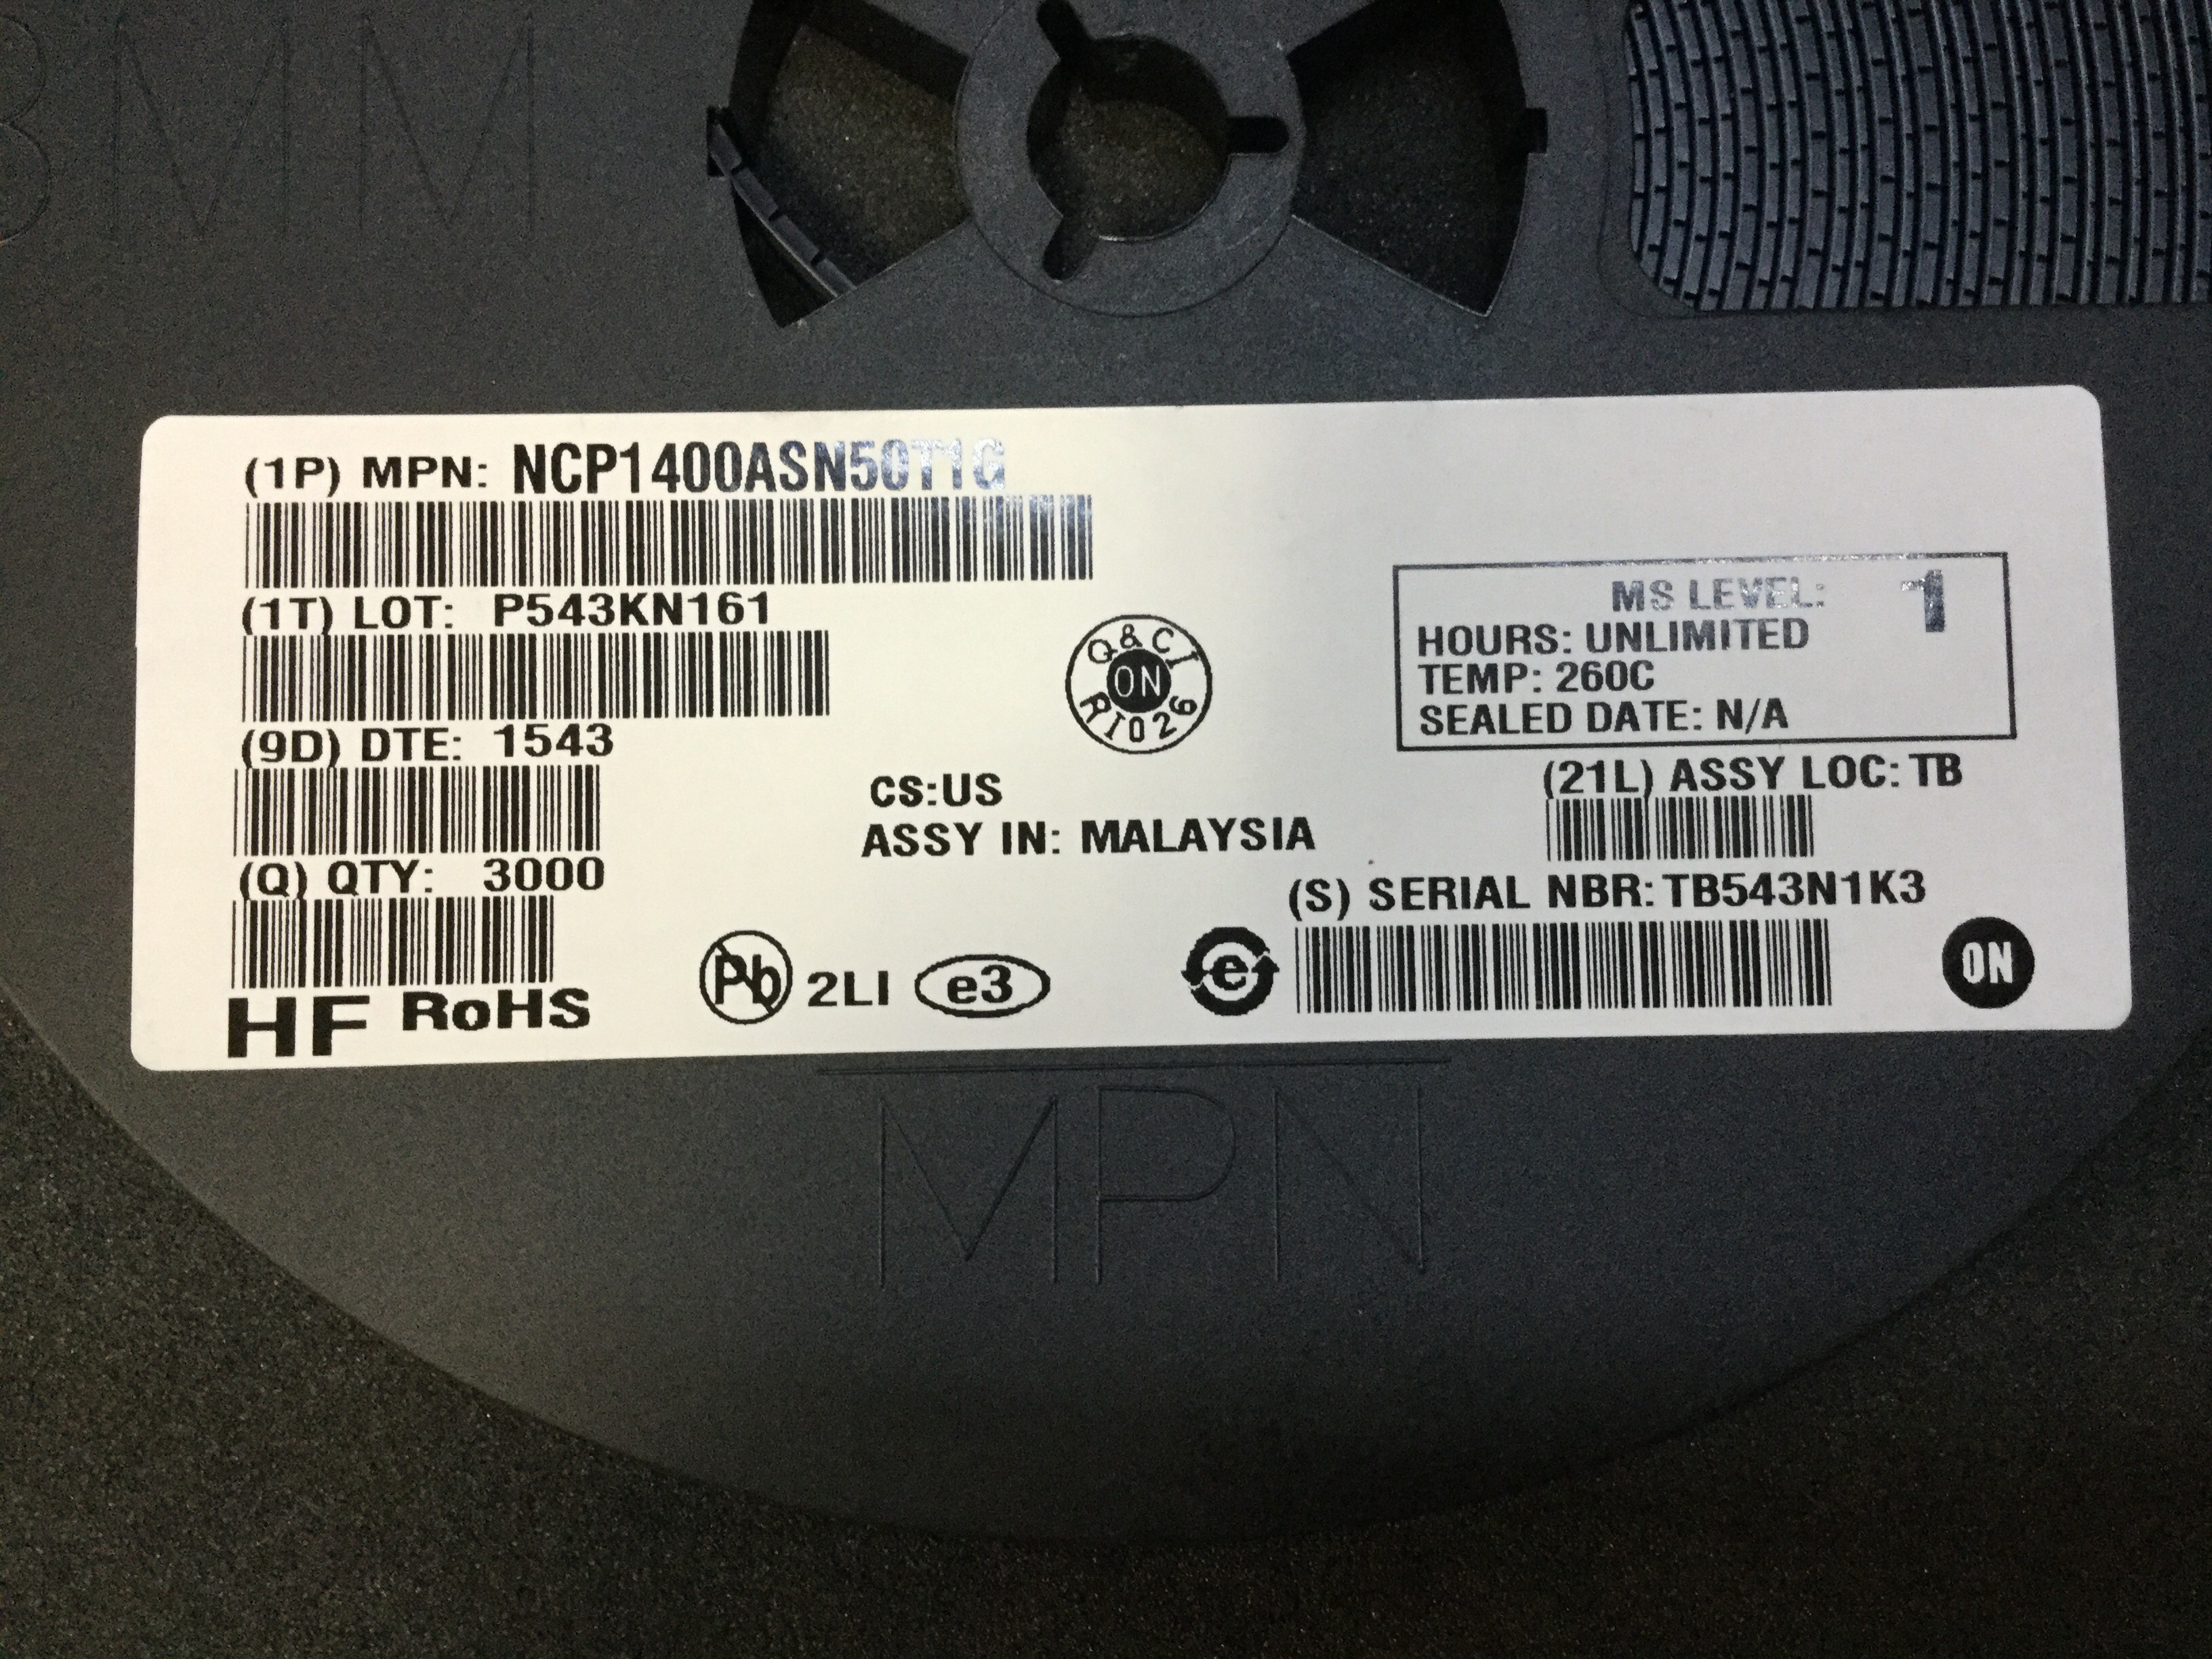 8MM
(1P) MPN: NCP1400ASN50T1G
(1T) LOT: P543KN161
(9D) DTE: 1543
(Q) QTY: 3000
HF RoHS
Q&CI
ON
RI026
CS:US
ASSY IN: MALAYSIA
Pb 2LI e3
MS LEVEL: 1
HOURS: UNLIMITED
TEMP: 260C
SEALED DATE: N/A
(21L) ASSY LOC: TB
(S) SERIAL NBR: TB543N1K3
e
ON
MPN